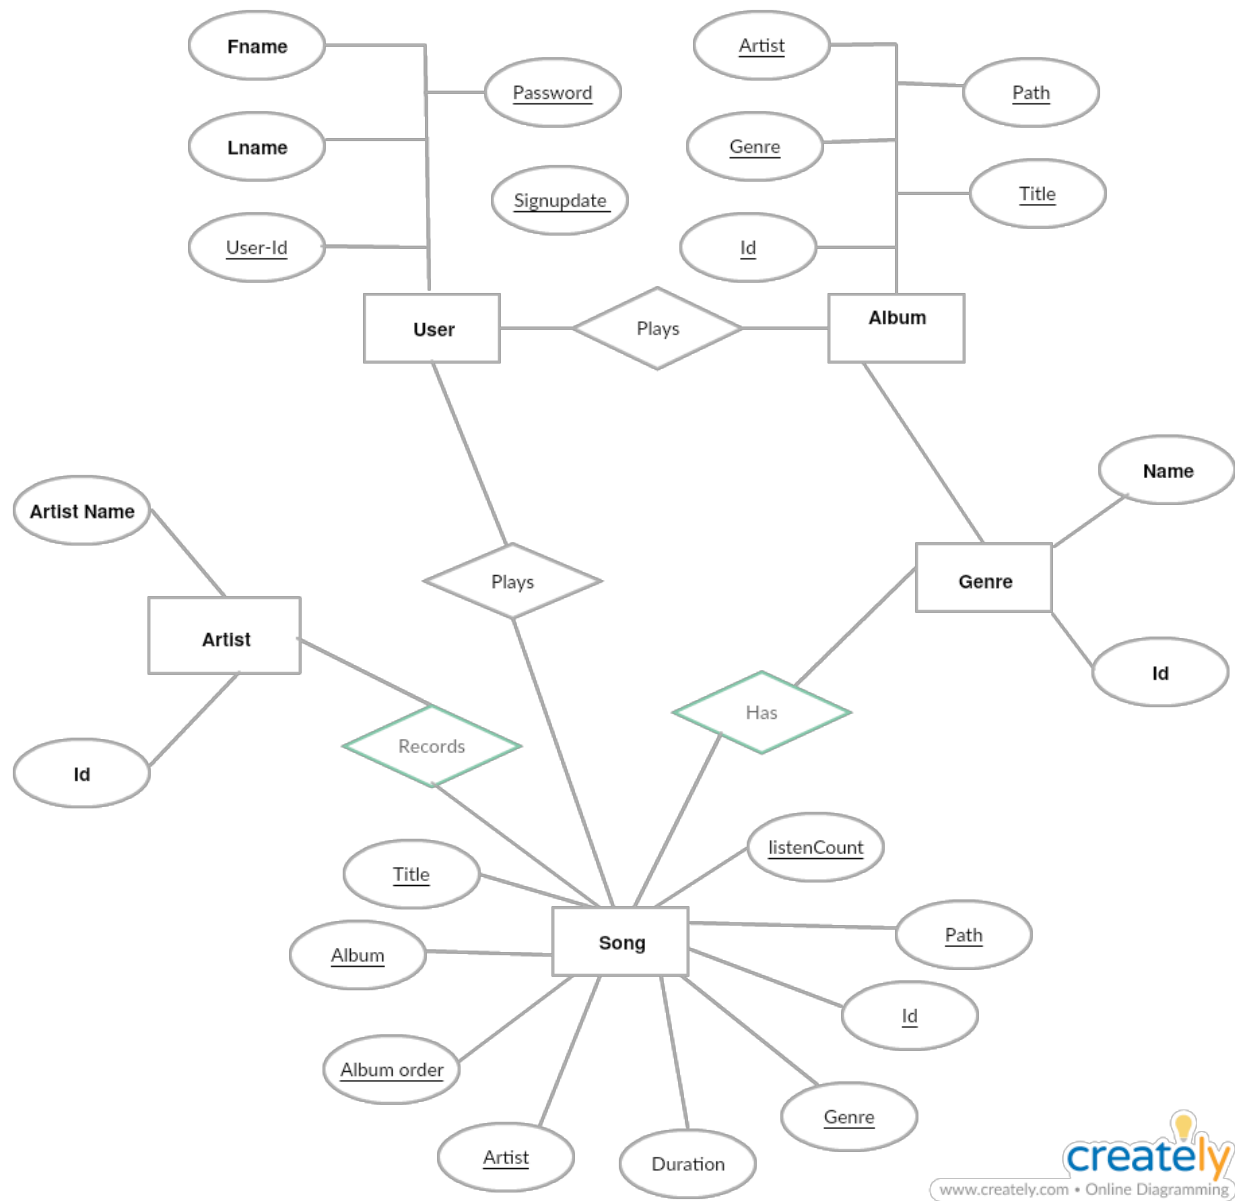 Fname
Artist
Password
Path
Lname
Genre
Signupdate
Title
User-Id
Id
User
Plays
Album
Name
Artist Name
Plays
Genre
Artist
Id
Has
Records
Id
listenCount
Title
Path
Song
Album
Id
Album order
Genre
Artist
Duration
creately
www.creately.com • Online Diagramming